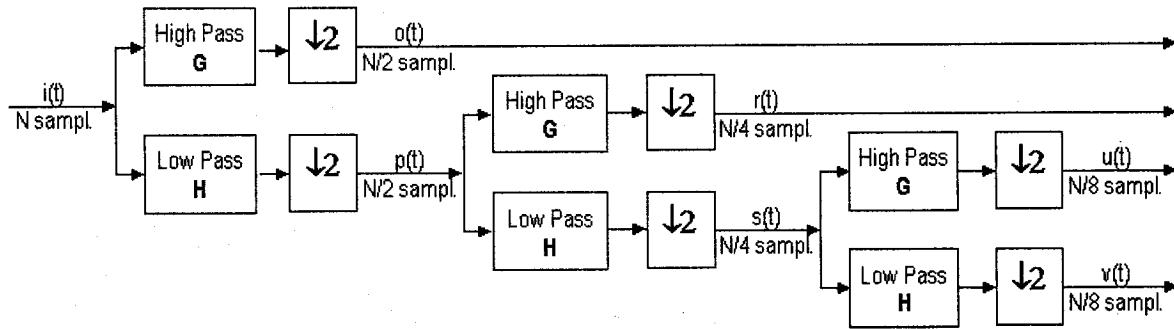 High Pass
G
↓2
o(t)
N/2 sampl.
i(t)
N sampl.
Low Pass
H
↓2
p(t)
N/2 sampl.
High Pass
G
↓2
r(t)
N/4 sampl.
Low Pass
H
↓2
s(t)
N/4 sampl.
High Pass
G
↓2
u(t)
N/8 sampl.
Low Pass
H
↓2
v(t)
N/8 sampl.